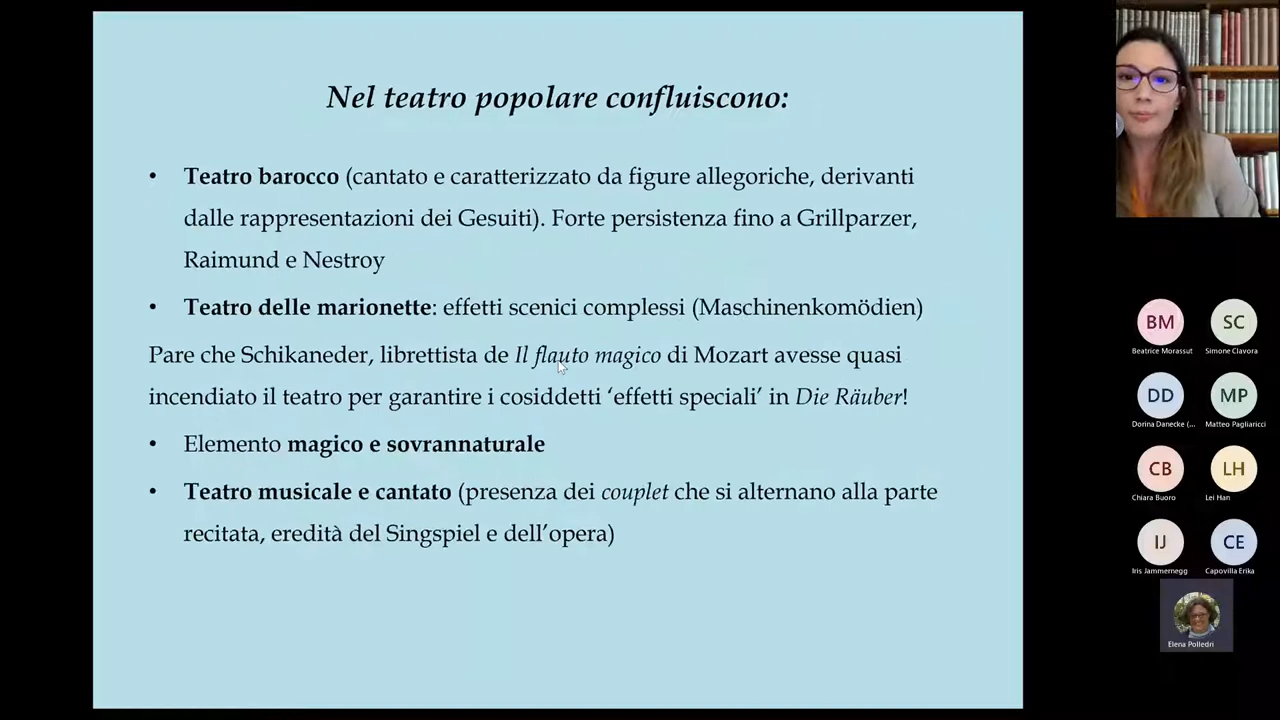 Nel teatro popolare confluiscono:
• Teatro barocco (cantato e caratterizzato da figure allegoriche, derivanti
dalle rappresentazioni dei Gesuiti). Forte persistenza fino a Grillparzer,
Raimund e Nestroy
• Teatro delle marionette: effetti scenici complessi (Maschinenkomödien)
Pare che Schikaneder, librettista de Il flauto magico di Mozart avesse quasi
incendiato il teatro per garantire i cosiddetti ‘effetti speciali’ in Die Räuber!
• Elemento magico e sovrannaturale
• Teatro musicale e cantato (presenza dei couplet che si alternano alla parte
recitata, eredità del Singspiel e dell’opera)
BM SC
Beatrice Morassut Simone Clavora
DD MP
Dorina Danecke (... Matteo Pagliaricci
CB LH
Chiara Buoro Lei Han
IJ CE
Iris Jammernegg Capovilla Erika
Elena Polledri